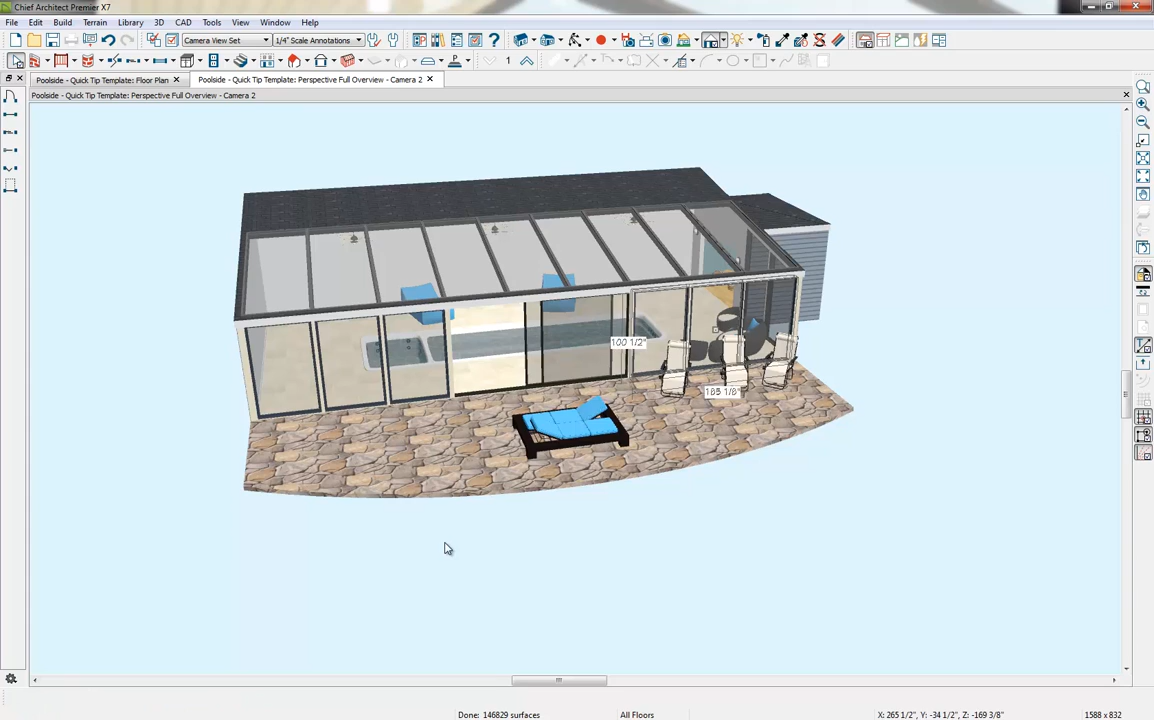 Chief Architect Premier X7
File Edit Build Terrain Library 3D CAD Tools View Window Help
Camera View Set 1/4" Scale Annotations
1
Poolside - Quick Tip Template: Floor Plan Poolside - Quick Tip Template: Perspective Full Overview - Camera 2
Poolside - Quick Tip Template: Perspective Full Overview - Camera 2
100 1/2"
185 1/8"
Done: 146829 surfaces All Floors X: 265 1/2", Y: -34 1/2", Z: -169 3/8" 1588 x 832